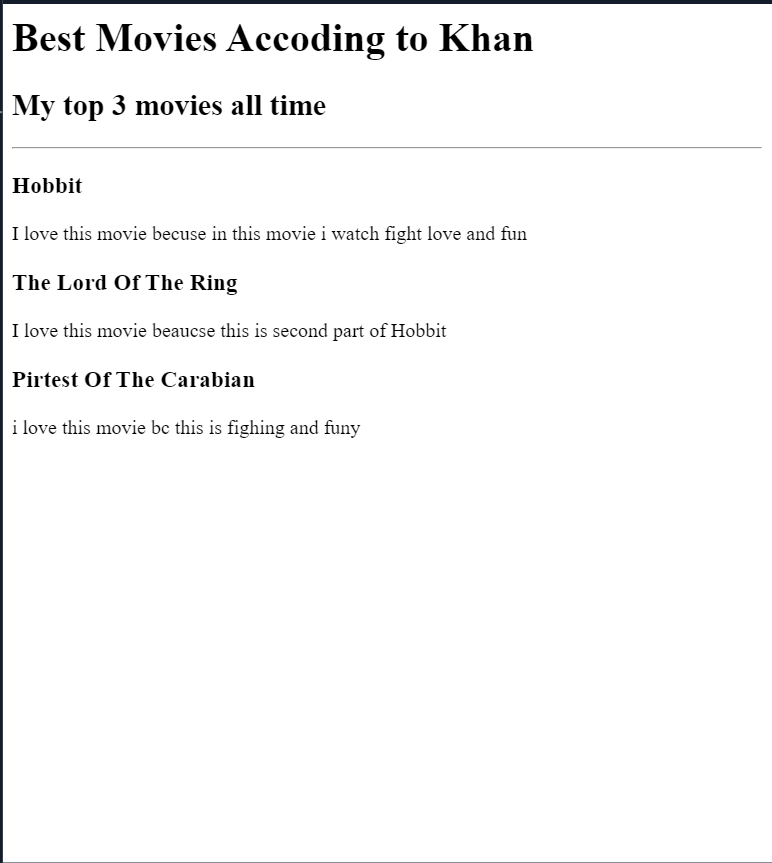 Best Movies Accoding to Khan
My top 3 movies all time
Hobbit
I love this movie becuse in this movie i watch fight love and fun
The Lord Of The Ring
I love this movie beaucse this is second part of Hobbit
Pirtest Of The Carabian
i love this movie bc this is fighing and funy